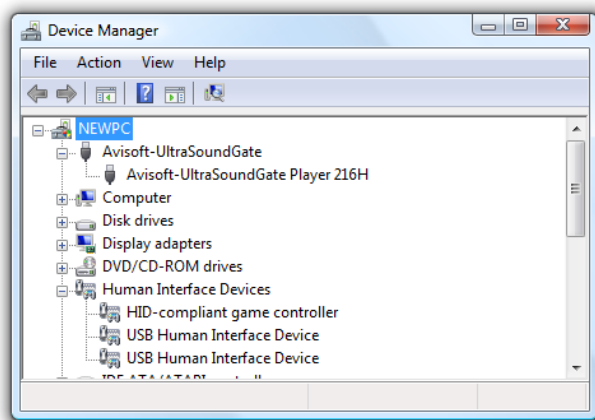 Device Manager
File Action View Help
NEWPC
Avisoft-UltraSoundGate
Avisoft-UltraSoundGate Player 216H
Computer
Disk drives
Display adapters
DVD/CD-ROM drives
Human Interface Devices
HID-compliant game controller
USB Human Interface Device
USB Human Interface Device